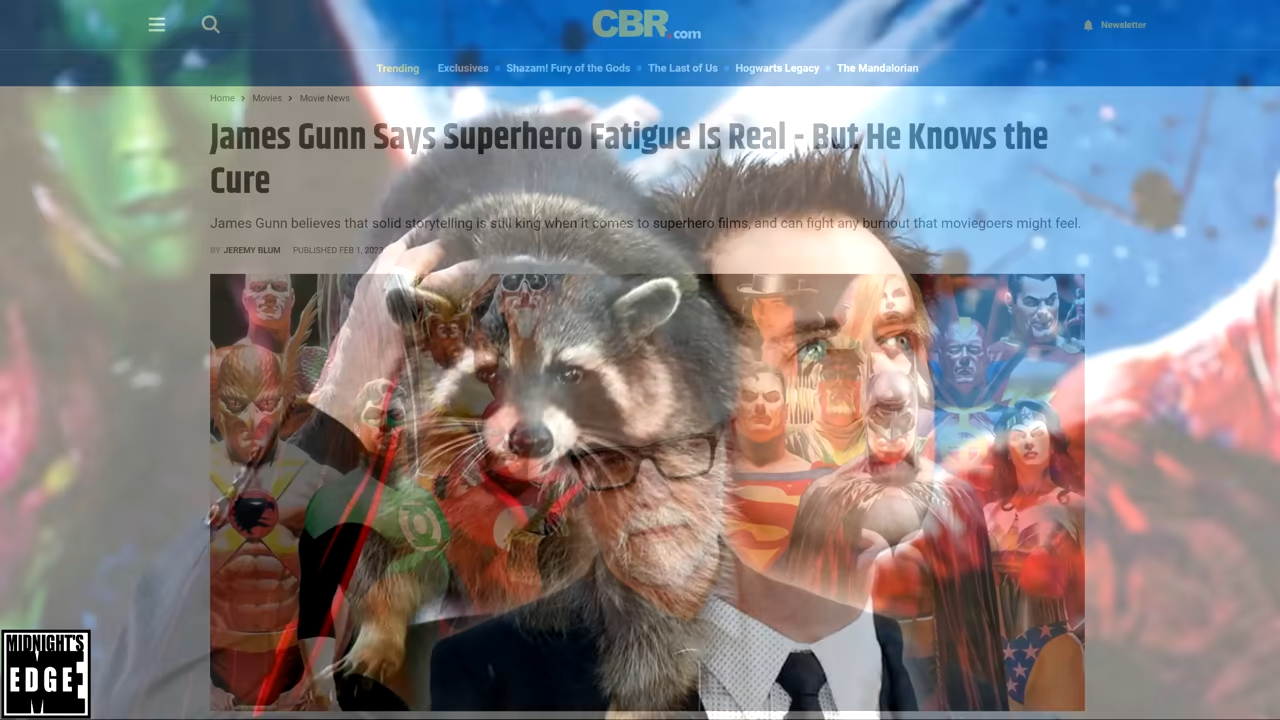 CBR.com
Newsletter
Trending Exclusives Shazam! Fury of the Gods The Last of Us Hogwarts Legacy The Mandalorian
Home > Movies > Movie News
James Gunn Says Superhero Fatigue Is Real - But He Knows the
Cure
James Gunn believes that solid storytelling is still king when it comes to superhero films, and can fight any burnout that moviegoers might feel.
BY JEREMY BLUM PUBLISHED FEB 1, 2023
MIDNIGHT'S
EDGE